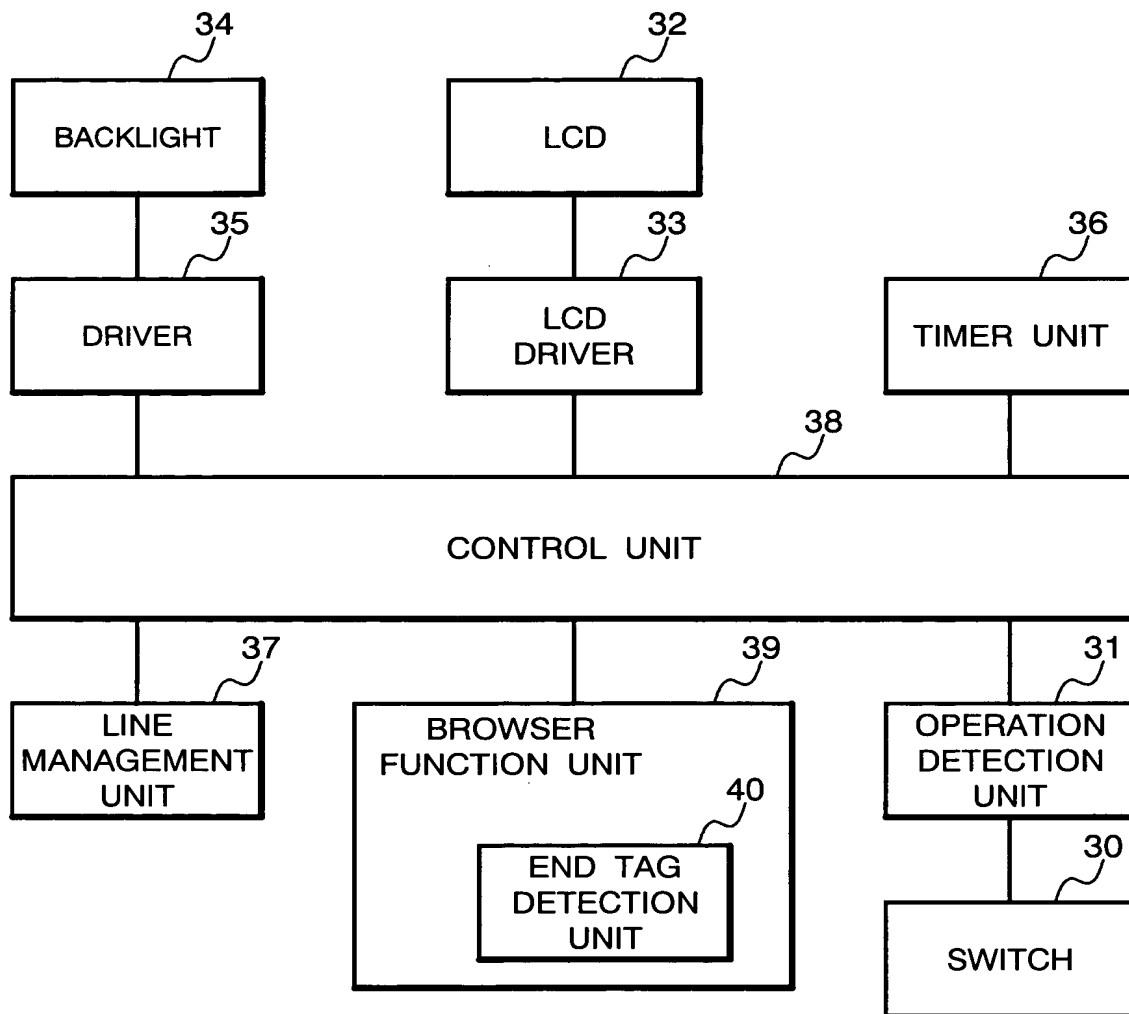 34
32
BACKLIGHT
LCD
35
33
36
DRIVER
LCD
DRIVER
TIMER UNIT
38
CONTROL UNIT
37
39
31
LINE
MANAGEMENT
UNIT
BROWSER
FUNCTION UNIT
OPERATION
DETECTION
UNIT
40
END TAG
DETECTION
UNIT
30
SWITCH